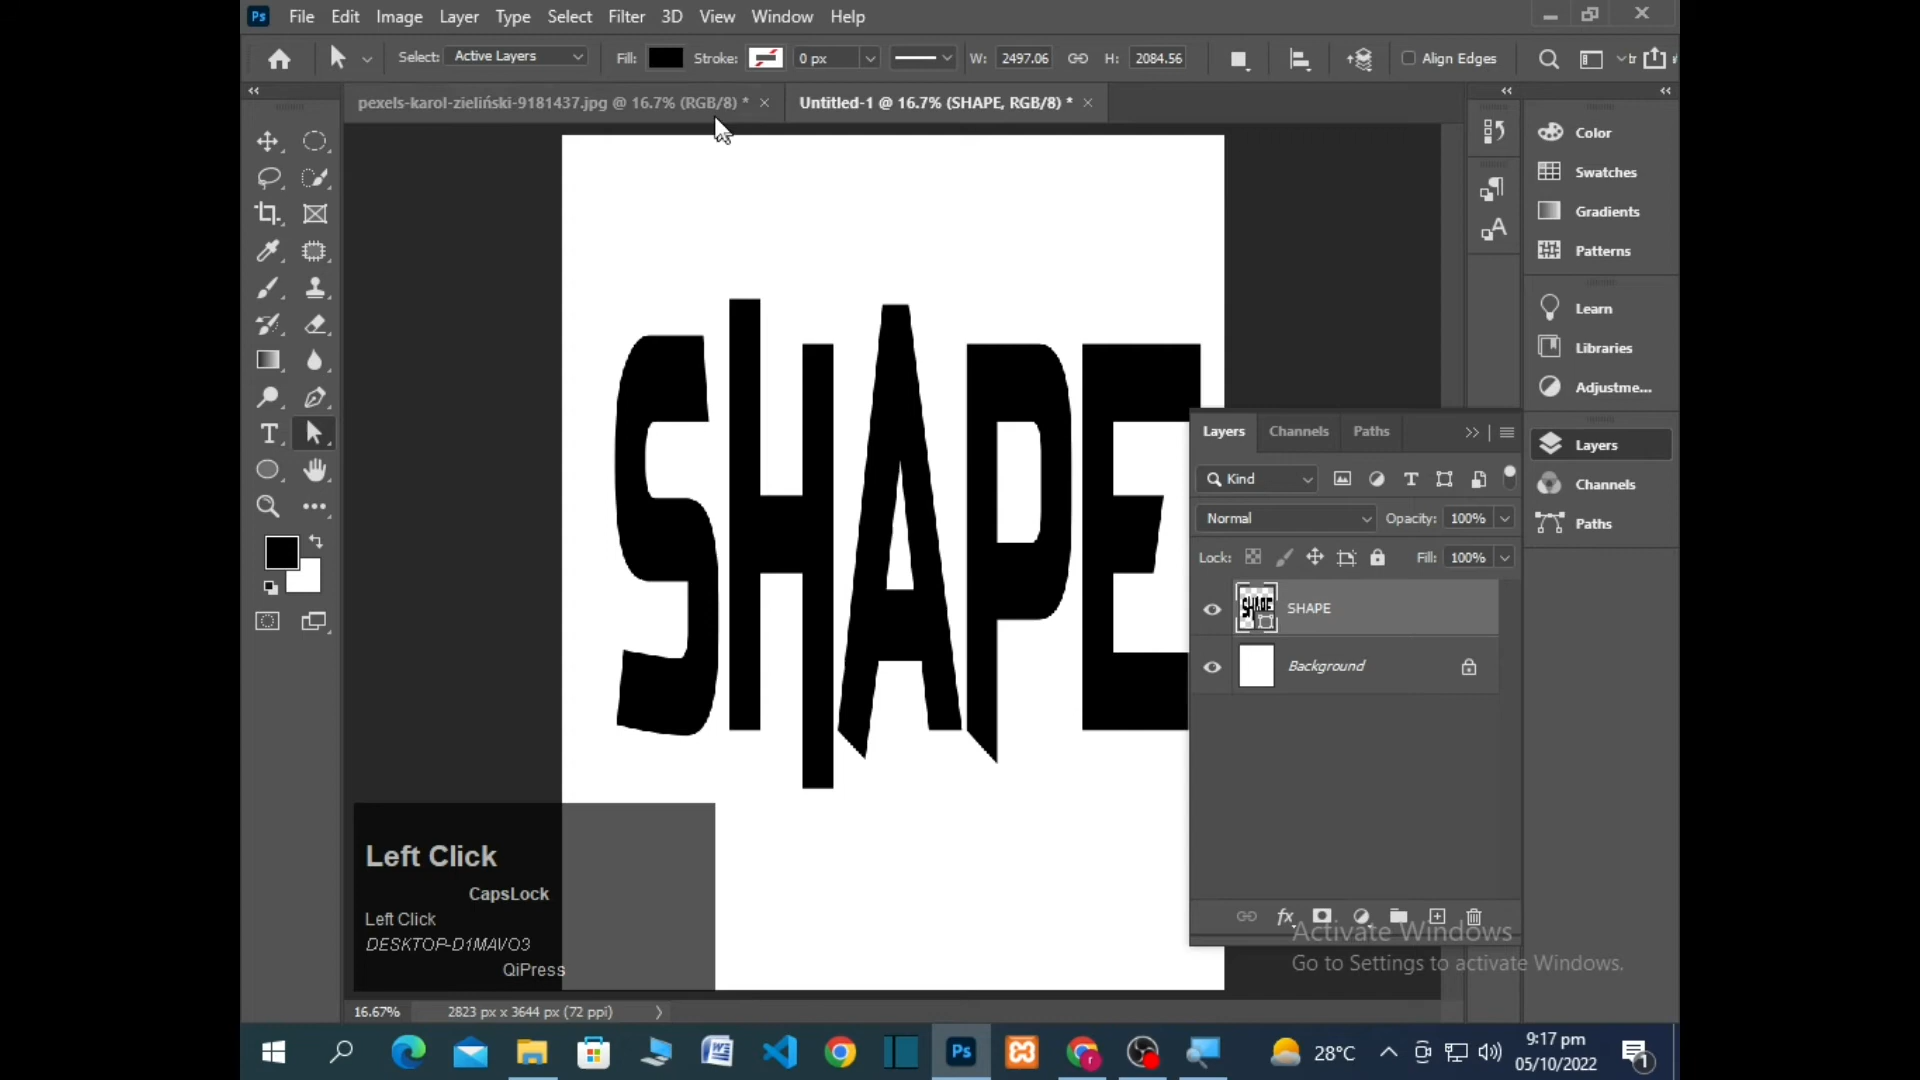 Ps File Edit Image Layer Type Select Filter 3D View Window Help
Select: Active Layers Fill: Stroke: 0 px W: 2497.06 H: 2084.56 Align Edges
pexels-karol-zieliński-9181437.jpg @ 16.7% (RGB/8) * Untitled-1 @ 16.7% (SHAPE, RGB/8) *
Color
Swatches
Gradients
Patterns
Learn
Libraries
Adjustme...
Layers
Channels
Paths
SHAPE
Layers Channels Paths
Kind
Normal Opacity: 100%
Lock: Fill: 100%
SHAPE
Background
Left Click
CapsLock
Left Click
DESKTOP-D1MAVO3
QiPress
Activate Windows
Go to Settings to activate Windows.
16.67% 2823 px x 3644 px (72 ppi)
Ps
28°C
9:17 pm
05/10/2022
1